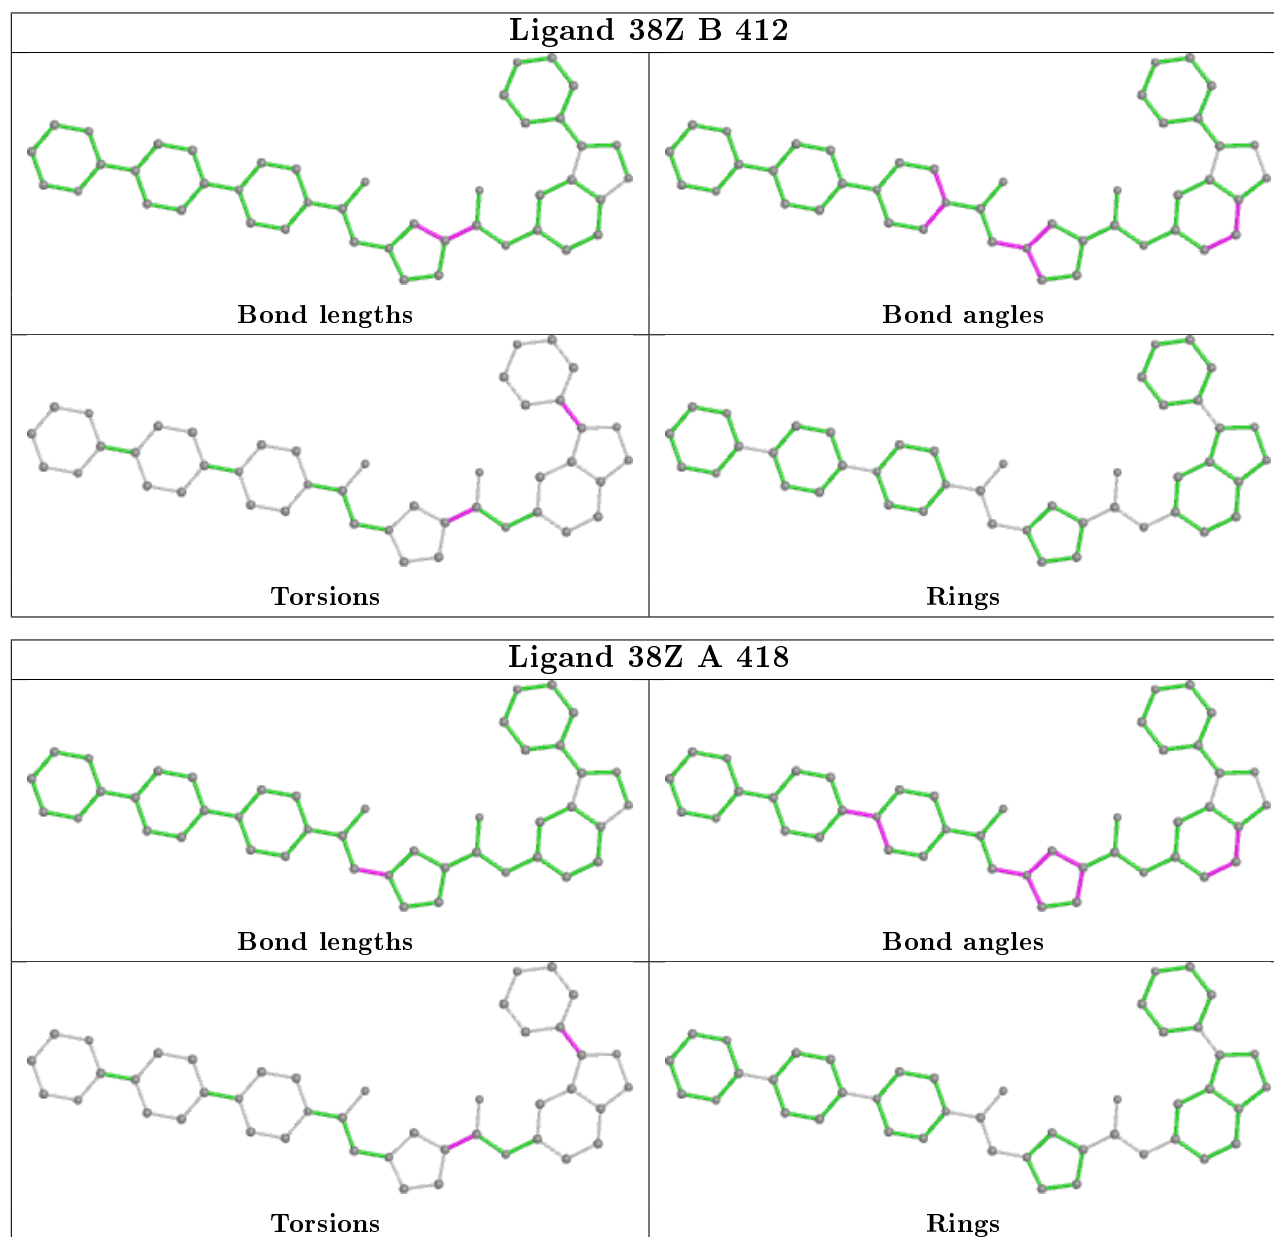 Ligand 38Z B 412
Bond lengths
Bond angles
Torsions
Rings
Ligand 38Z A 418
Bond lengths
Bond angles
Torsions
Rings